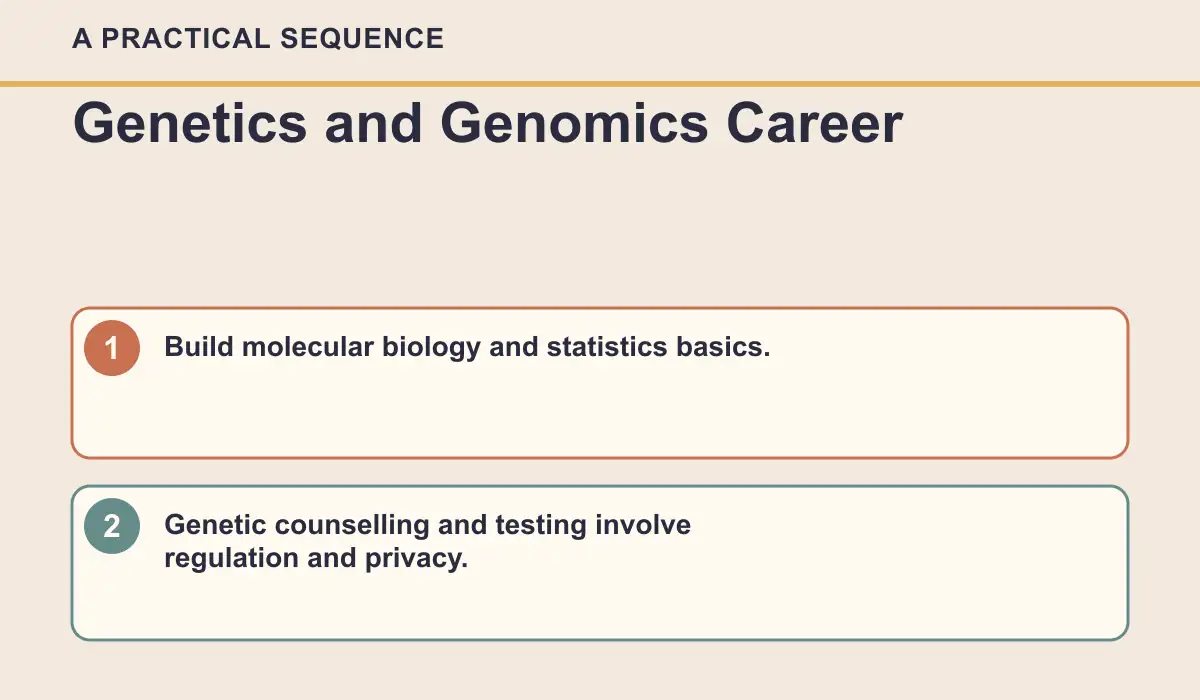 A PRACTICAL SEQUENCE
Genetics and Genomics Career
1
Build molecular biology and statistics basics.
2
Genetic counselling and testing involve
regulation and privacy.